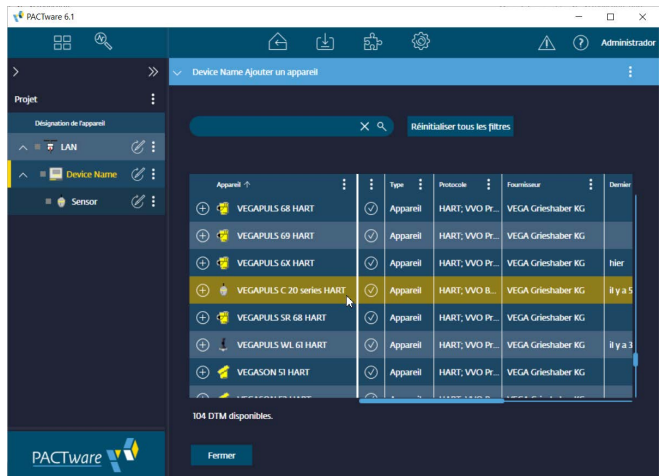 PACTware 6.1
Administrador
Device Name Ajouter un appareil
Projet
Désignation de l'appareil
LAN
Device Name
Sensor
Réinitialiser tous les filtres
Appareil Type Protocole Fournisseur Dernier
VEGAPULS 68 HART Appareil HART; VVO Pr... VEGA Grieshaber KG
VEGAPULS 69 HART Appareil HART; VVO Pr... VEGA Grieshaber KG
VEGAPULS 6X HART Appareil HART; VVO Pr... VEGA Grieshaber KG hier
VEGAPULS C 20 series HART Appareil HART; VVO B... VEGA Grieshaber KG il y a 5
VEGAPULS SR 68 HART Appareil HART; VVO Pr... VEGA Grieshaber KG
VEGAPULS WL 61 HART Appareil HART; VVO Pr... VEGA Grieshaber KG il y a 3
VEGASON 51 HART Appareil HART; VVO Pr... VEGA Grieshaber KG
104 DTM disponibles.
Fermer
PACTware